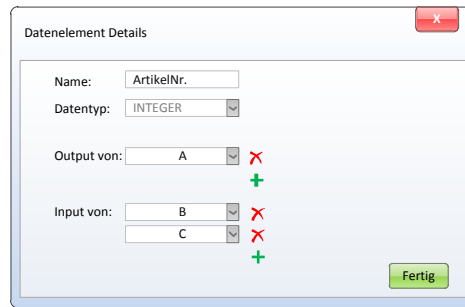 X
Datenelement Details
Name: ArtikelNr.
Datentyp: INTEGER
Output von: A
Input von: B
C
Fertig